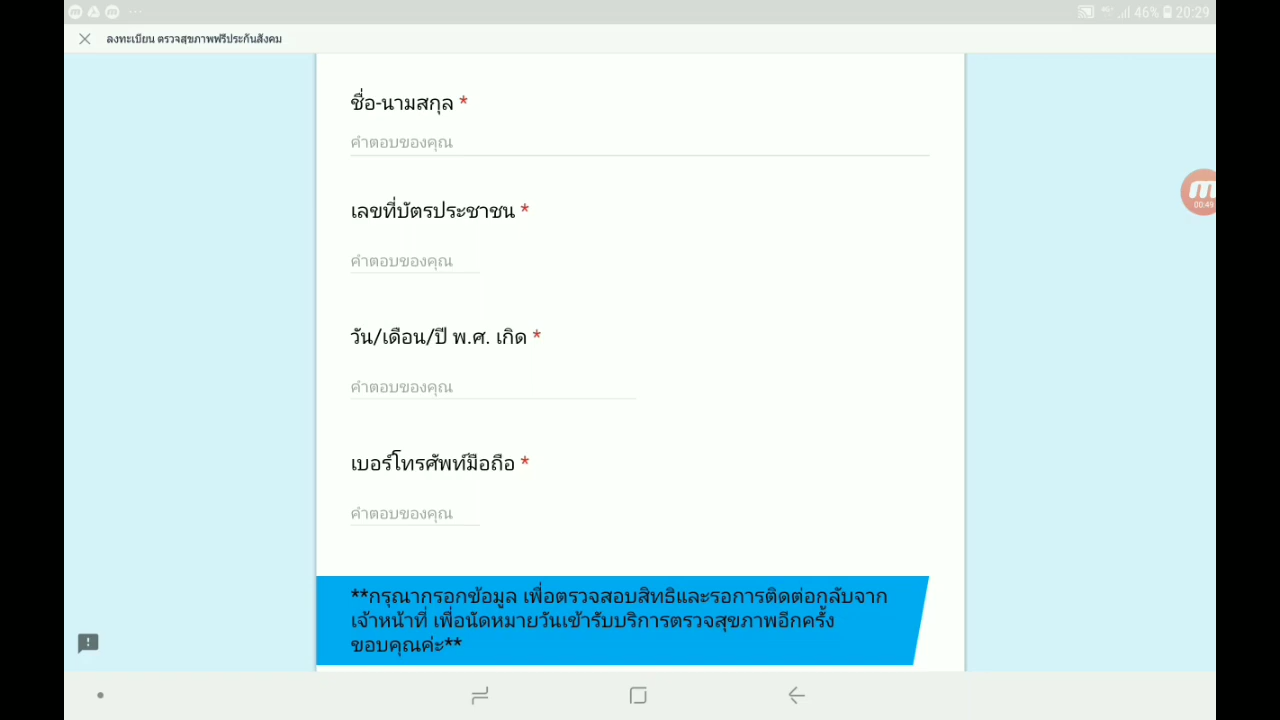 46% 20:29
ลงทะเบียน ตรวจสุขภาพฟรีประกันสังคม
ชื่อ-นามสกุล *
คำตอบของคุณ
00:49
เลขที่บัตรประชาชน *
คำตอบของคุณ
วัน/เดือน/ปี พ.ศ. เกิด *
คำตอบของคุณ
เบอร์โทรศัพท์มือถือ *
คำตอบของคุณ
**กรุณากรอกข้อมูล เพื่อตรวจสอบสิทธิและรอการติดต่อกลับจาก
เจ้าหน้าที่ เพื่อนัดหมายวันเข้ารับบริการตรวจสุขภาพอีกครั้ง
ขอบคุณค่ะ**